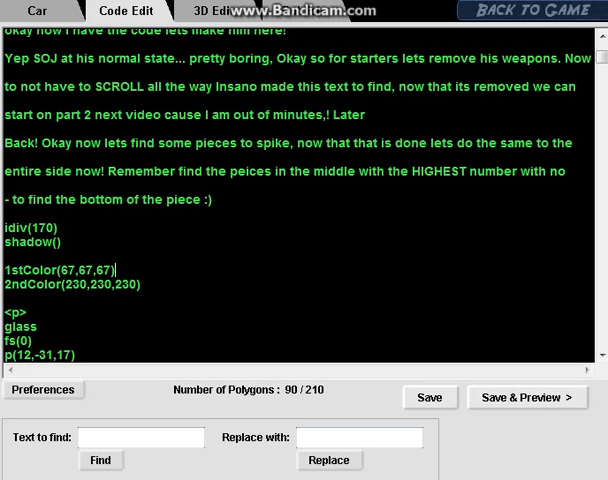 Car
Code Edit
3D Edi
www.Bandicam.com
BACK TO GAME
okay now I have the code lets make him here!
Yep SOJ at his normal state... pretty boring, Okay so for starters lets remove his weapons. Now
to not have to SCROLL all the way Insano made this text to find, now that its removed we can
start on part 2 next video cause I am out of minutes,! Later
Back! Okay now lets find some pieces to spike, now that that is done lets do the same to the
entire side now! Remember find the peices in the middle with the HIGHEST number with no
- to find the bottom of the piece :)
idiv(170)
shadow()
1stColor(67,67,67)
2ndColor(230,230,230)
<p>
glass
fs(0)
p(12,-31,17)
Preferences
Number of Polygons : 90 / 210
Save
Save & Preview >
Text to find:
Replace with:
Find
Replace